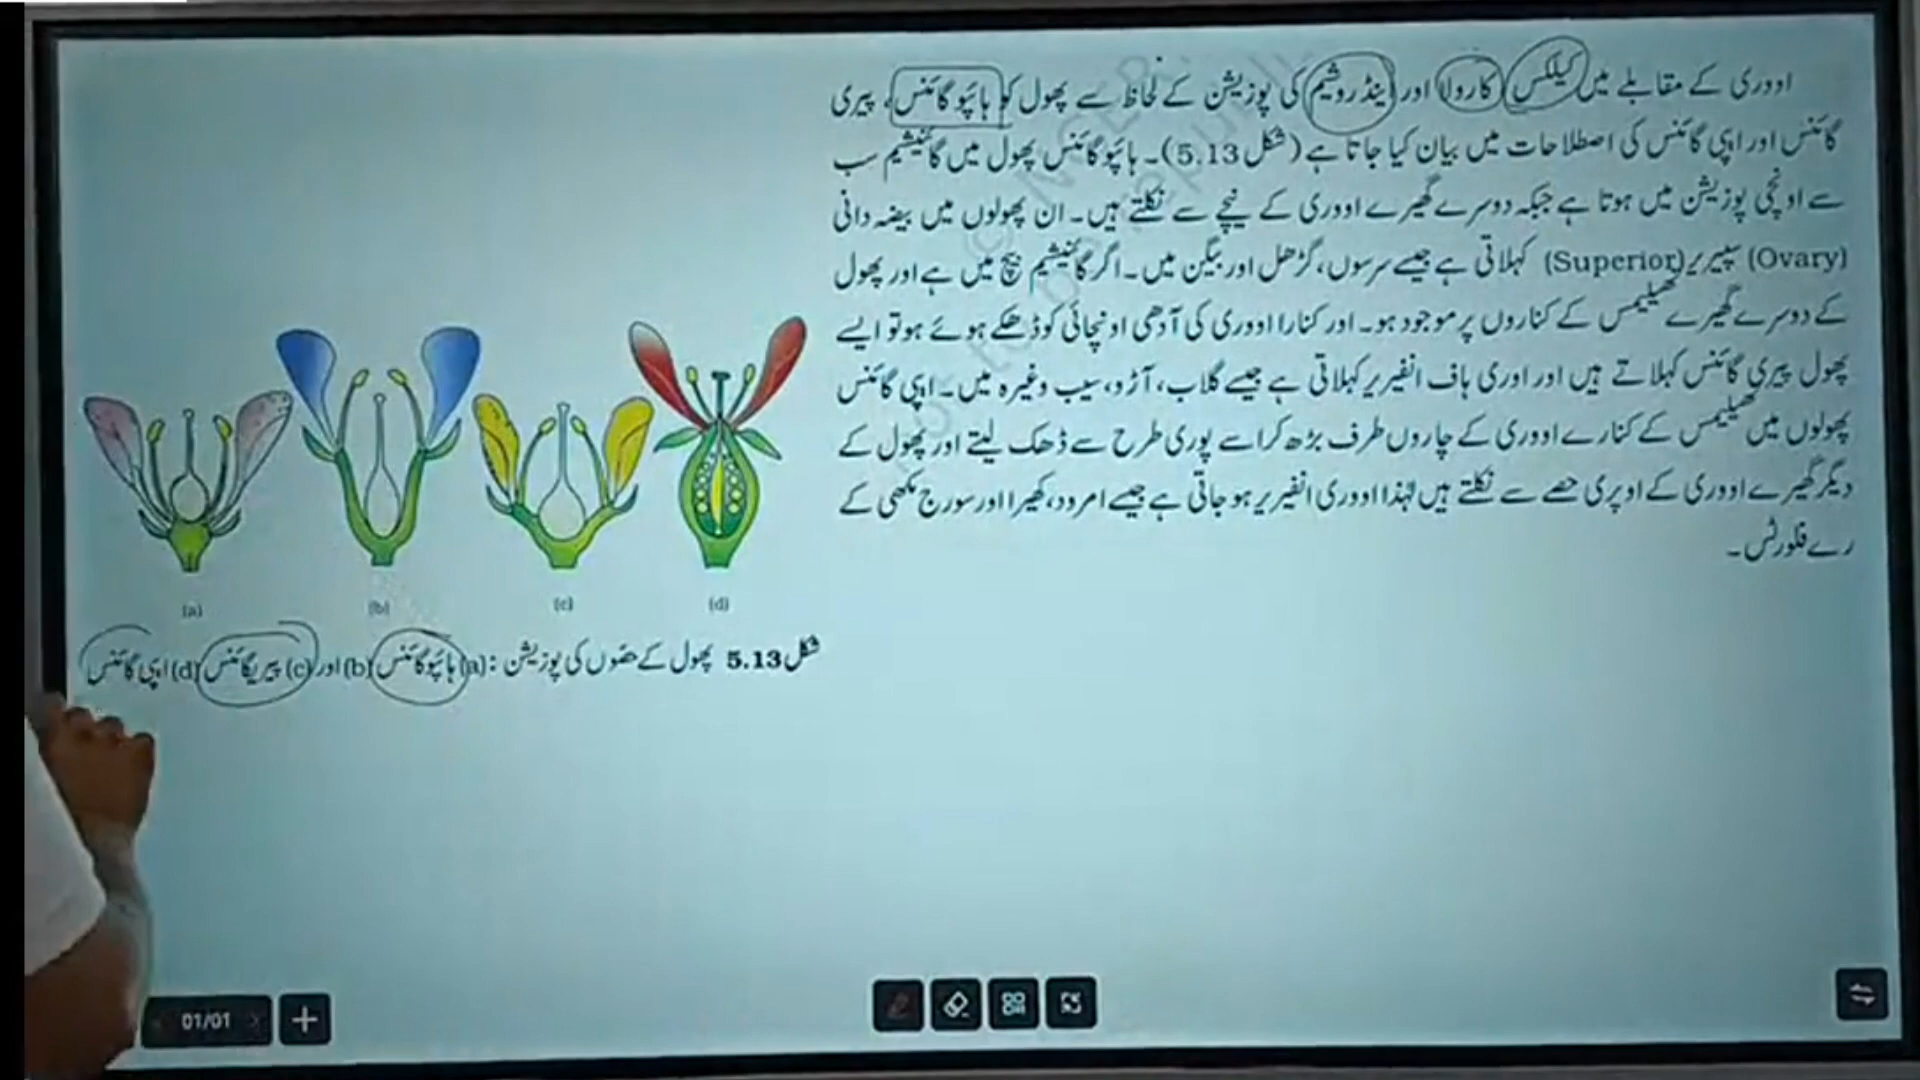 اووری کے مقابلے میں کیلکس کارولا اور اینڈروشیم کی پوزیشن کے لحاظ سے پھول کو ہائپو گائنس، پیری
گائنس اور اپی گائنس کی اصطلاحات میں بیان کیا جاتا ہے (شکل 5.13)۔ ہائپو گائنس پھول میں گائنیشیم سب
سے اونچی پوزیشن میں ہوتا ہے جبکہ دوسرے گھیرے اووری کے نیچے سے نکلتے ہیں۔ ان پھولوں میں بیضہ دانی
(Ovary) سپیریر (Superior) کہلاتی ہے جیسے سرسوں، گڑھل اور بیگن میں۔ اگر گائنیشیم بیچ میں ہے اور پھول
کے دوسرے گھیرے تھیلیمس کے کناروں پر موجود ہو۔ اور کنارا اووری کی آدھی اونچائی کو ڈھکے ہوئے ہو تو ایسے
پھول پیری گائنس کہلاتے ہیں اور اوری ہاف انفیریر کہلاتی ہے جیسے گلاب، آڑو، سیب وغیرہ میں۔ اپی گائنس
پھولوں میں تھیلیمس کے کنارے اووری کے چاروں طرف بڑھ کر اسے پوری طرح سے ڈھک لیتے اور پھول کے
دیگر گھیرے اووری کے اوپری حصے سے نکلتے ہیں لہٰذا اووری انفیریر ہو جاتی ہے جیسے امرود، کھیرا اور سورج مکھی کے
رے فلورٹس۔
(a) (b) (c) (d)
شکل 5.13 پھول کے حصّوں کی پوزیشن : (a) ہائپوگائنس (b) اور (c) پیریگائنس (d) اپی گائنس
01/01